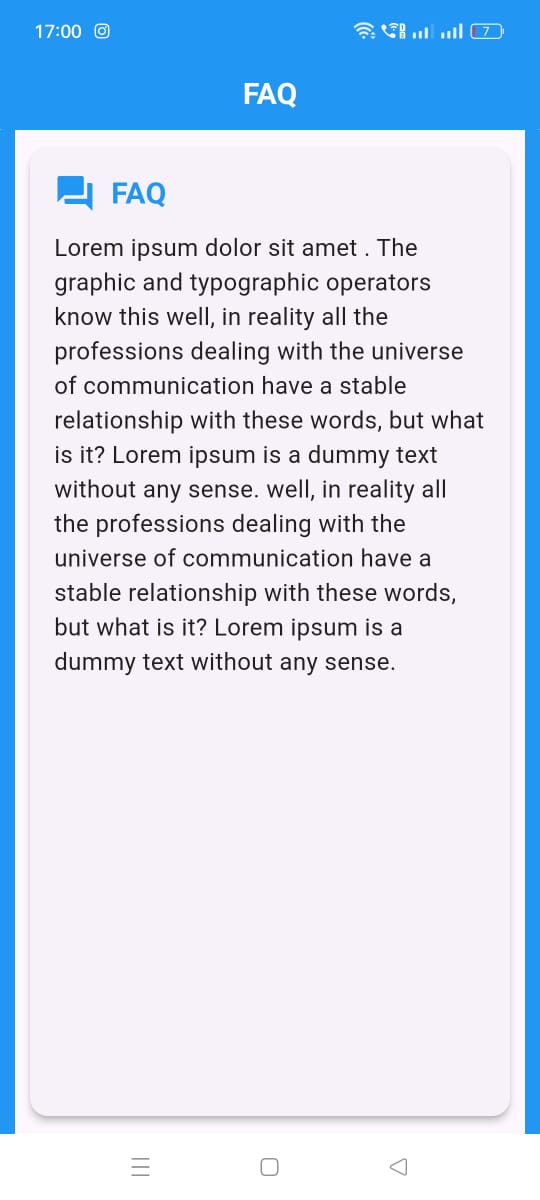 17:00
7
FAQ
FAQ
Lorem ipsum dolor sit amet . The
graphic and typographic operators
know this well, in reality all the
professions dealing with the universe
of communication have a stable
relationship with these words, but what
is it? Lorem ipsum is a dummy text
without any sense. well, in reality all
the professions dealing with the
universe of communication have a
stable relationship with these words,
but what is it? Lorem ipsum is a
dummy text without any sense.